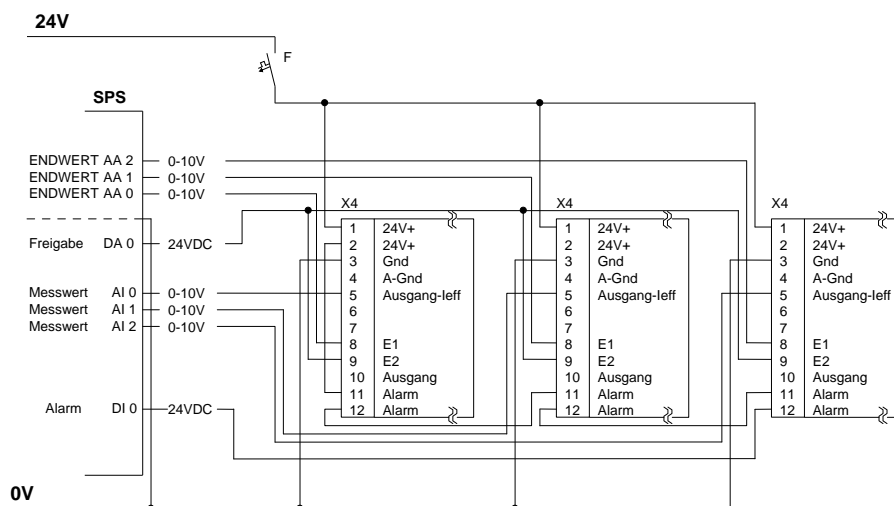 24V
F
SPS
ENDWERT AA 2 0-10V
ENDWERT AA 1 0-10V
ENDWERT AA 0 0-10V
Freigabe DA 0 24VDC
Messwert AI 0 0-10V
Messwert AI 1 0-10V
Messwert AI 2 0-10V
Alarm DI 0 24VDC
0V
X4
1 24V+
2 24V+
3 Gnd
4 A-Gnd
5 Ausgang-Ieff
6
7
8 E1
9 E2
10 Ausgang
11 Alarm
12 Alarm
X4
1 24V+
2 24V+
3 Gnd
4 A-Gnd
5 Ausgang-Ieff
6
7
8 E1
9 E2
10 Ausgang
11 Alarm
12 Alarm
X4
1 24V+
2 24V+
3 Gnd
4 A-Gnd
5 Ausgang-Ieff
6
7
8 E1
9 E2
10 Ausgang
11 Alarm
12 Alarm